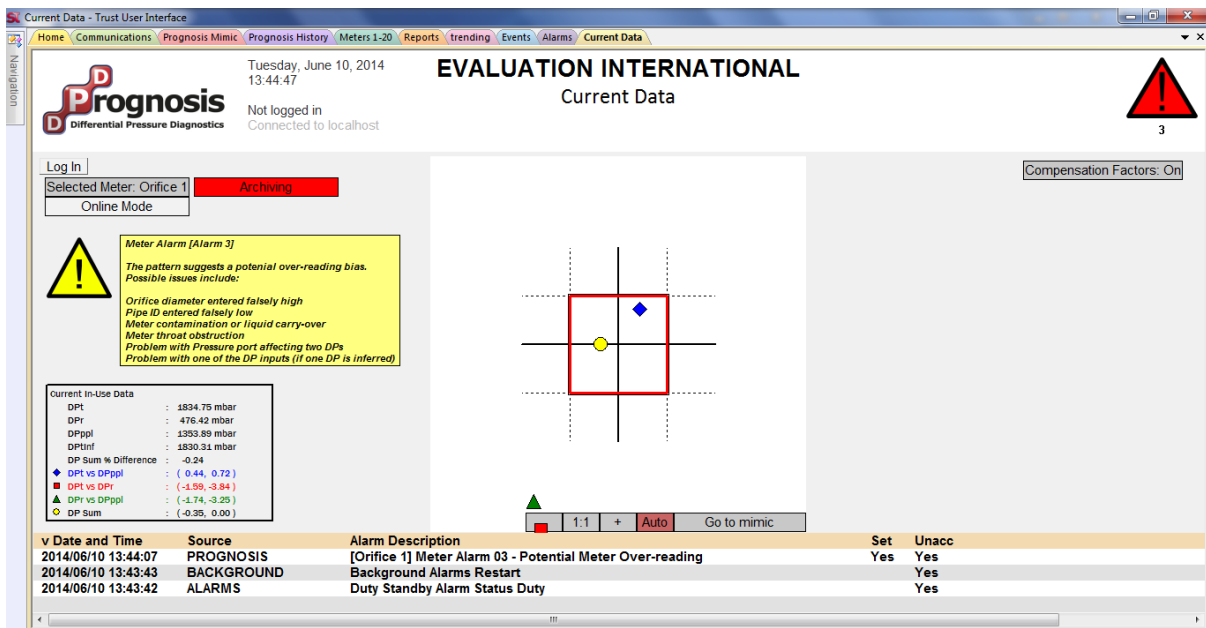 Current Data - Trust User Interface
Home Communications Prognosis Mimic Prognosis History Meters 1-20 Reports trending Events Alarms Current Data
Navigation
D
Prognosis
D Differential Pressure Diagnostics
Tuesday, June 10, 2014
13:44:47
Not logged in
Connected to localhost
EVALUATION INTERNATIONAL
Current Data
3
Log In
Selected Meter: Orifice 1
Archiving
Online Mode
Compensation Factors: On
Meter Alarm [Alarm 3]
The pattern suggests a potenial over-reading bias.
Possible issues include:
Orifice diameter entered falsely high
Pipe ID entered falsely low
Meter contamination or liquid carry-over
Meter throat obstruction
Problem with Pressure port affecting two DPs
Problem with one of the DP inputs (if one DP is inferred)
Current In-Use Data
DPt : 1834.75 mbar
DPr : 476.42 mbar
DPppl : 1353.89 mbar
DPtInf : 1830.31 mbar
DP Sum % Difference : -0.24
DPt vs DPppl : ( 0.44, 0.72 )
DPt vs DPr : (-1.59, -3.84 )
DPr vs DPppl : (-1.74, -3.25 )
DP Sum : (-0.35, 0.00 )
1:1 + Auto Go to mimic
v Date and Time Source Alarm Description Set Unacc
2014/06/10 13:44:07 PROGNOSIS [Orifice 1] Meter Alarm 03 - Potential Meter Over-reading Yes Yes
2014/06/10 13:43:43 BACKGROUND Background Alarms Restart Yes
2014/06/10 13:43:42 ALARMS Duty Standby Alarm Status Duty Yes